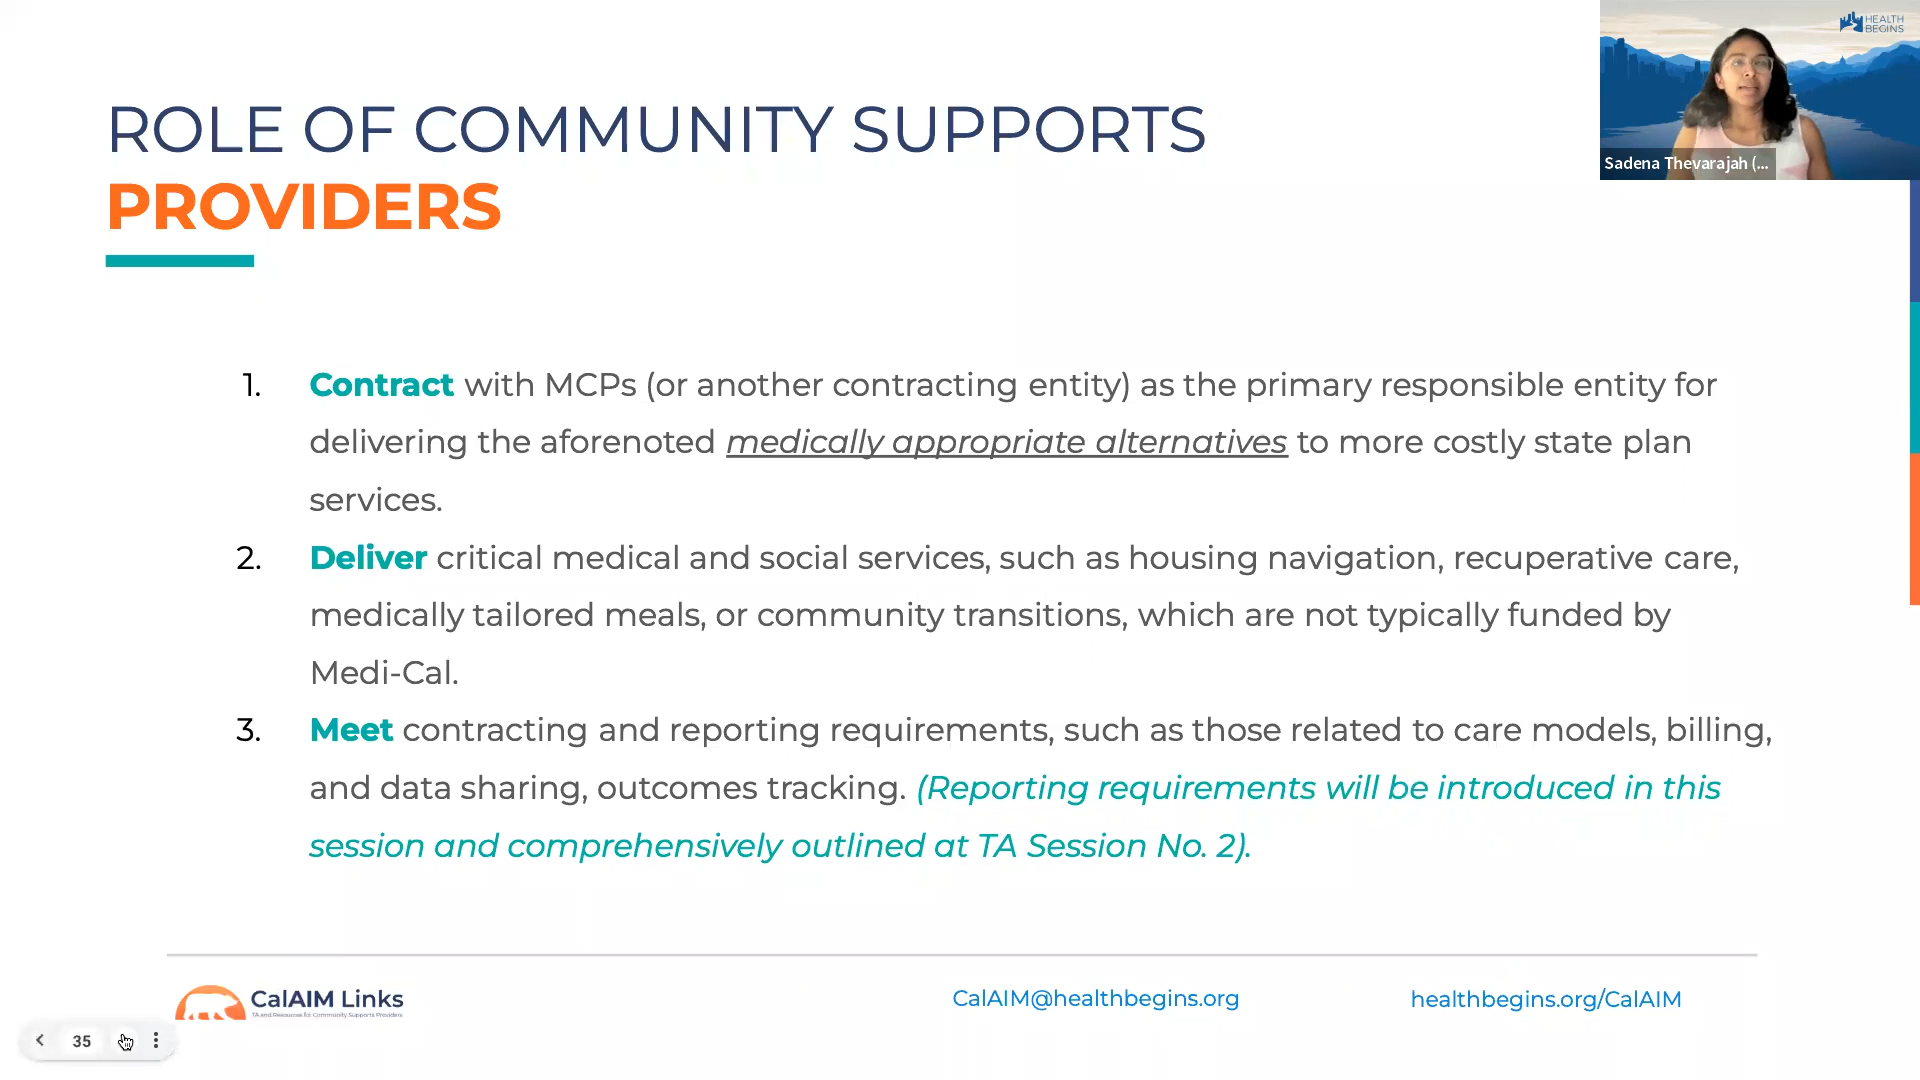 HEALTH
BEGINS
Sadena Thevarajah (...
ROLE OF COMMUNITY SUPPORTS
PROVIDERS
1. Contract with MCPs (or another contracting entity) as the primary responsible entity for
delivering the aforenoted medically appropriate alternatives to more costly state plan
services.
2. Deliver critical medical and social services, such as housing navigation, recuperative care,
medically tailored meals, or community transitions, which are not typically funded by
Medi-Cal.
3. Meet contracting and reporting requirements, such as those related to care models, billing,
and data sharing, outcomes tracking. (Reporting requirements will be introduced in this
session and comprehensively outlined at TA Session No. 2).
CalAIM Links
TA and Resources for Community Supports Providers
CalAIM@healthbegins.org
healthbegins.org/CalAIM
35